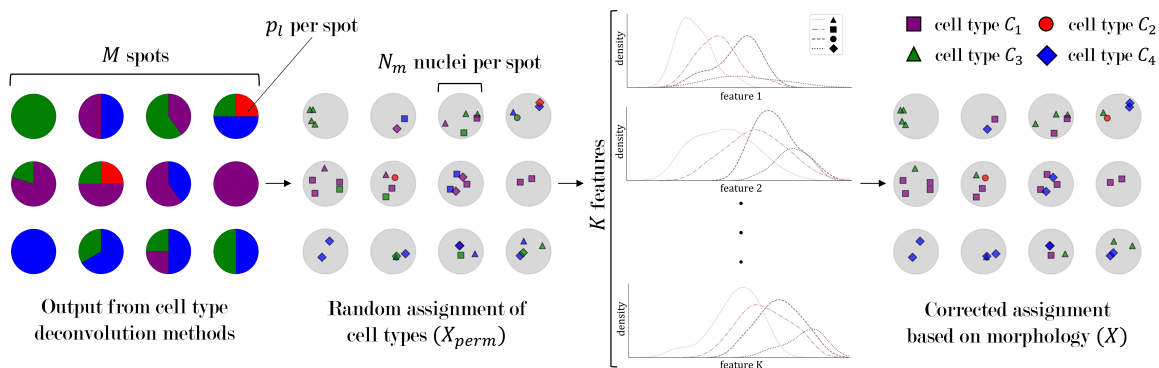 M spots
p_l per spot
N_m nuclei per spot
Output from cell type
deconvolution methods
Random assignment of
cell types (X_perm)
K features
density
feature 1
density
feature 2
density
feature K
cell type C_1
cell type C_2
cell type C_3
cell type C_4
Corrected assignment
based on morphology (X)